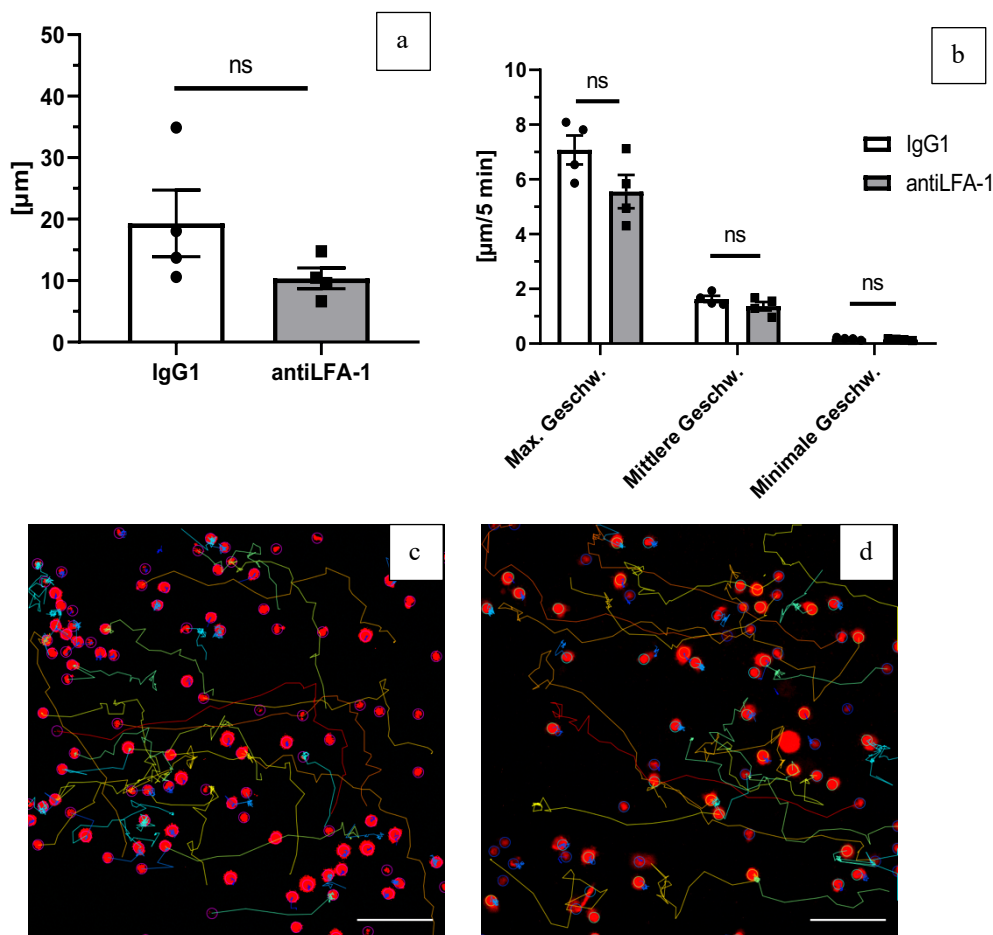 a
50
40
30
20
10
0
[µm]
ns
IgG1
antiLFA-1
b
10
8
6
4
2
0
[µm/5 min]
ns
ns
ns
IgG1
antiLFA-1
Max. Geschw.
Mittlere Geschw.
Minimale Geschw.
c
d